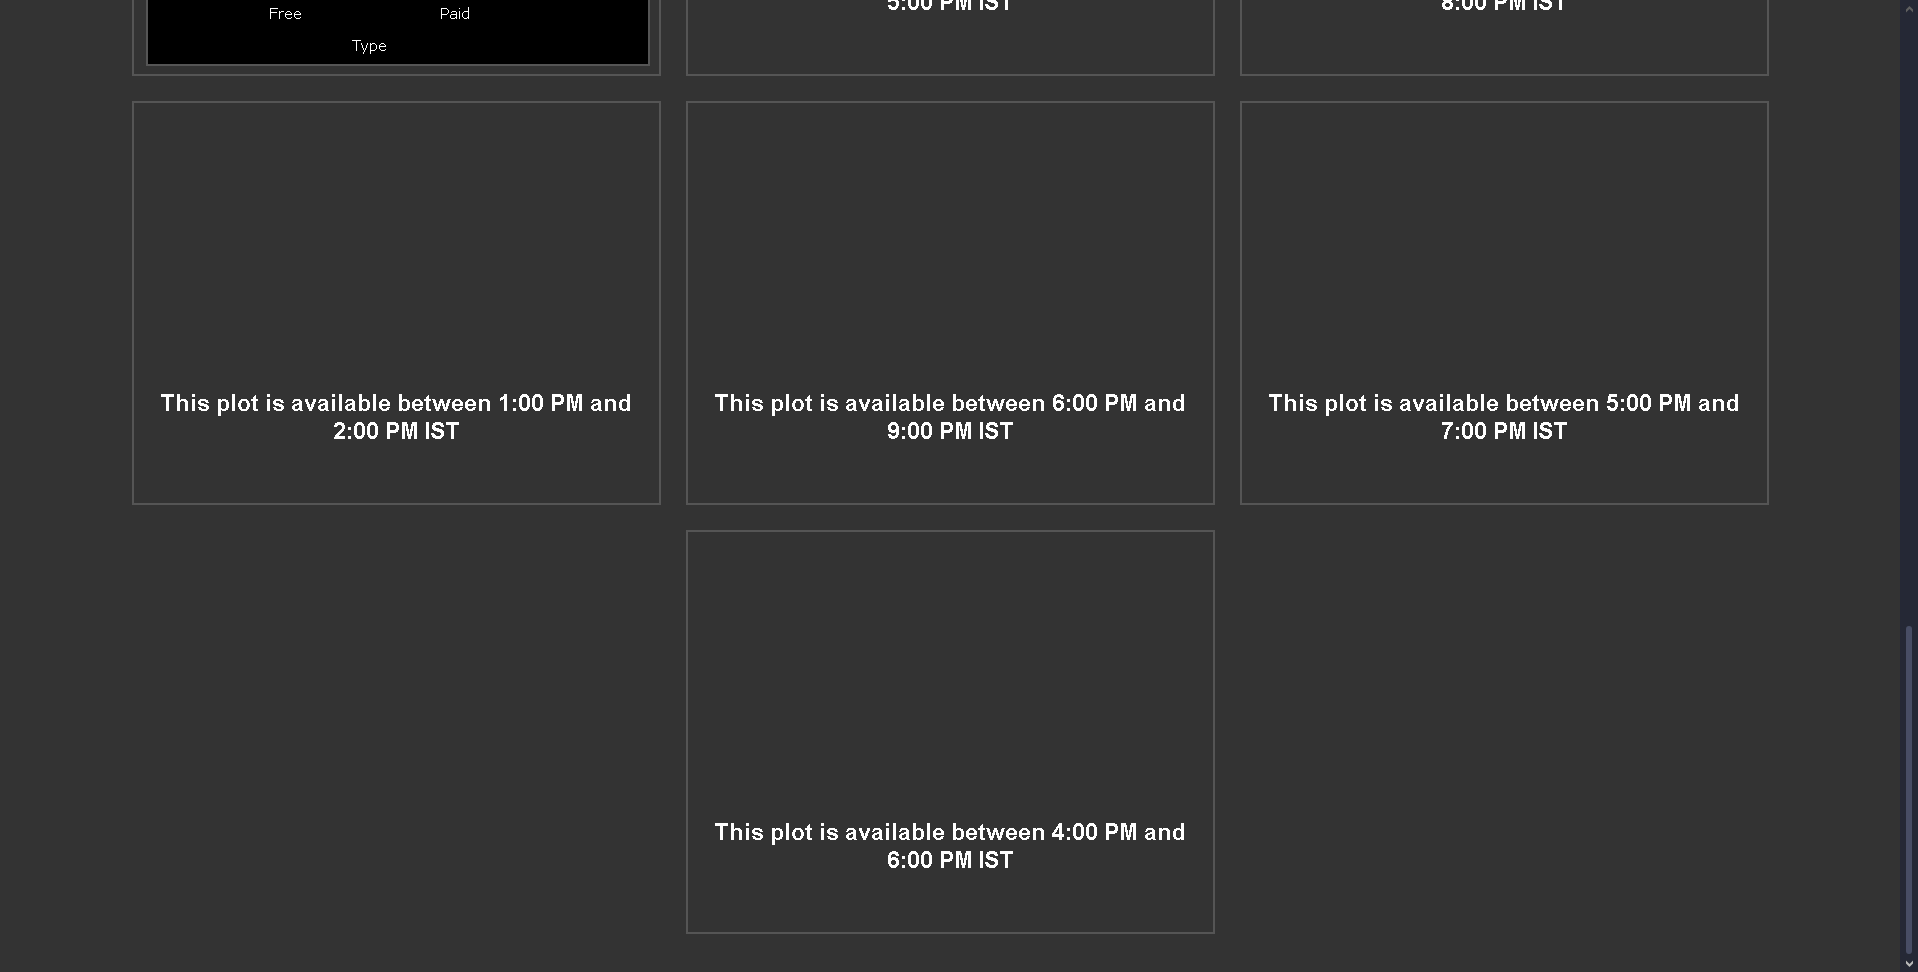 Free Paid
Type
5:00 PM IST
8:00 PM IST
This plot is available between 1:00 PM and
2:00 PM IST
This plot is available between 6:00 PM and
9:00 PM IST
This plot is available between 5:00 PM and
7:00 PM IST
This plot is available between 4:00 PM and
6:00 PM IST